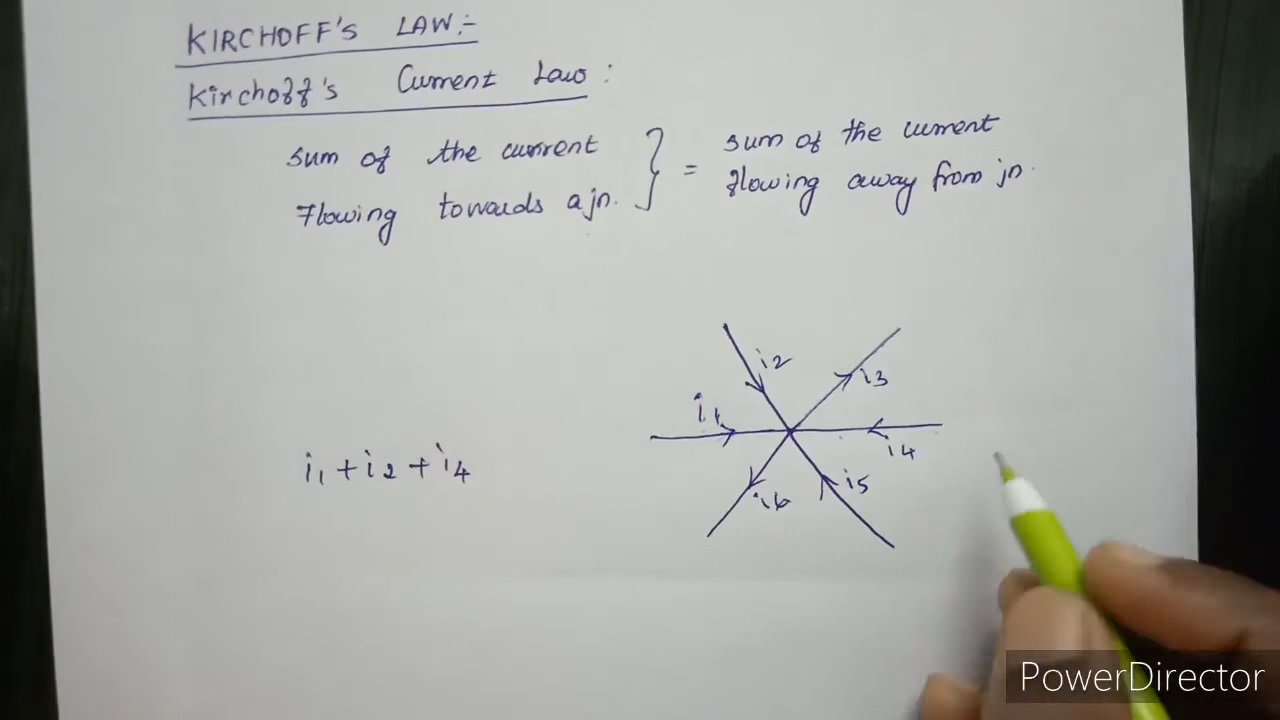 KIRCHOFF'S LAW:-
Kirchoff's Current Law :
sum of the current } = sum of the current
Flowing towards a jn. flowing away from jn.
i2
i3
i1
i4
i1 + i2 + i4
i5
i6
PowerDirector